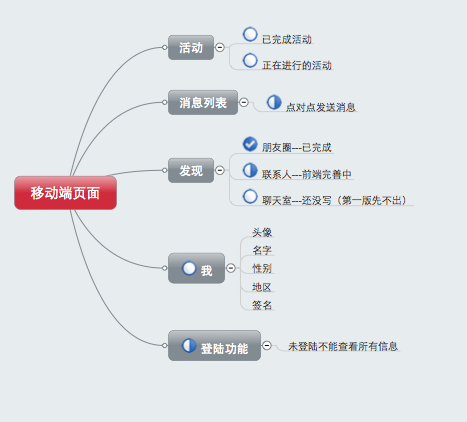 活动
已完成活动
正在进行的活动
消息列表
点对点发送消息
发现
朋友圈---已完成
联系人---前端完善中
聊天室---还没写（第一版先不出）
移动端页面
我
头像
名字
性别
地区
签名
登陆功能
未登陆不能查看所有信息